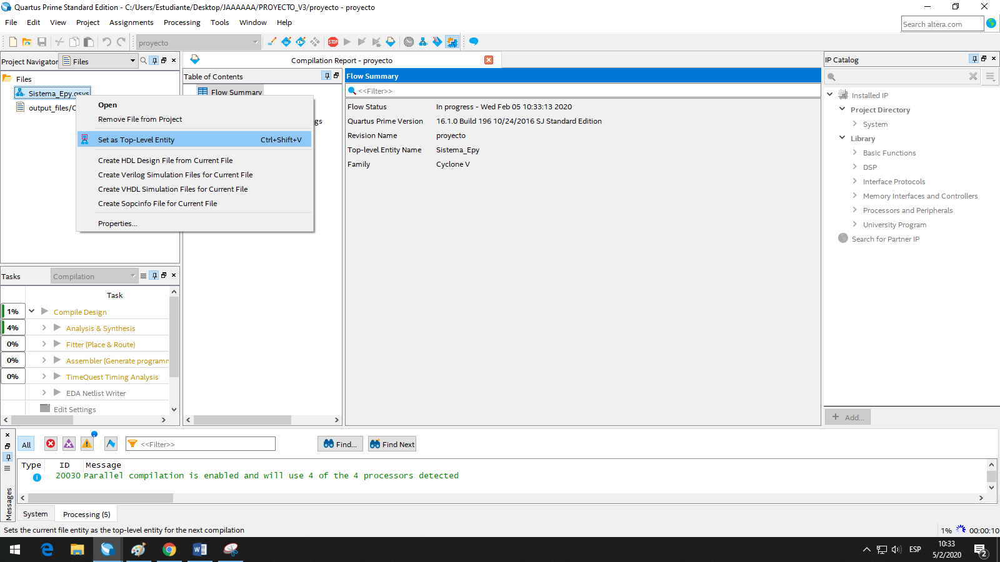 Quartus Prime Standard Edition - C:/Users/Estudiante/Desktop/JAAAAAA/PROYECTO_V3/proyecto - proyecto
File Edit View Project Assignments Processing Tools Window Help
Search altera.com
proyecto
Project Navigator Files
Compilation Report - proyecto
IP Catalog
Files
Sistema_Epy.qsys
output_files/C
Open
Remove File from Project
Set as Top-Level Entity Ctrl+Shift+V
Create HDL Design File from Current File
Create Verilog Simulation Files for Current File
Create VHDL Simulation Files for Current File
Create Sopcinfo File for Current File
Properties...
Table of Contents
Flow Summary
gs
Flow Summary
<<Filter>>
Flow Status In progress - Wed Feb 05 10:33:13 2020
Quartus Prime Version 16.1.0 Build 196 10/24/2016 SJ Standard Edition
Revision Name proyecto
Top-level Entity Name Sistema_Epy
Family Cyclone V
Installed IP
Project Directory
System
Library
Basic Functions
DSP
Interface Protocols
Memory Interfaces and Controllers
Processors and Peripherals
University Program
Search for Partner IP
+ Add...
Tasks Compilation
Task
1% Compile Design
4% Analysis & Synthesis
0% Fitter (Place & Route)
0% Assembler (Generate programm
0% TimeQuest Timing Analysis
EDA Netlist Writer
Edit Settings
All <<Filter>> Find... Find Next
Type ID Message
20030 Parallel compilation is enabled and will use 4 of the 4 processors detected
Messages
System Processing (5)
Sets the current file entity as the top-level entity for the next compilation
1% 00:00:10
ESP
10:33
5/2/2020
2